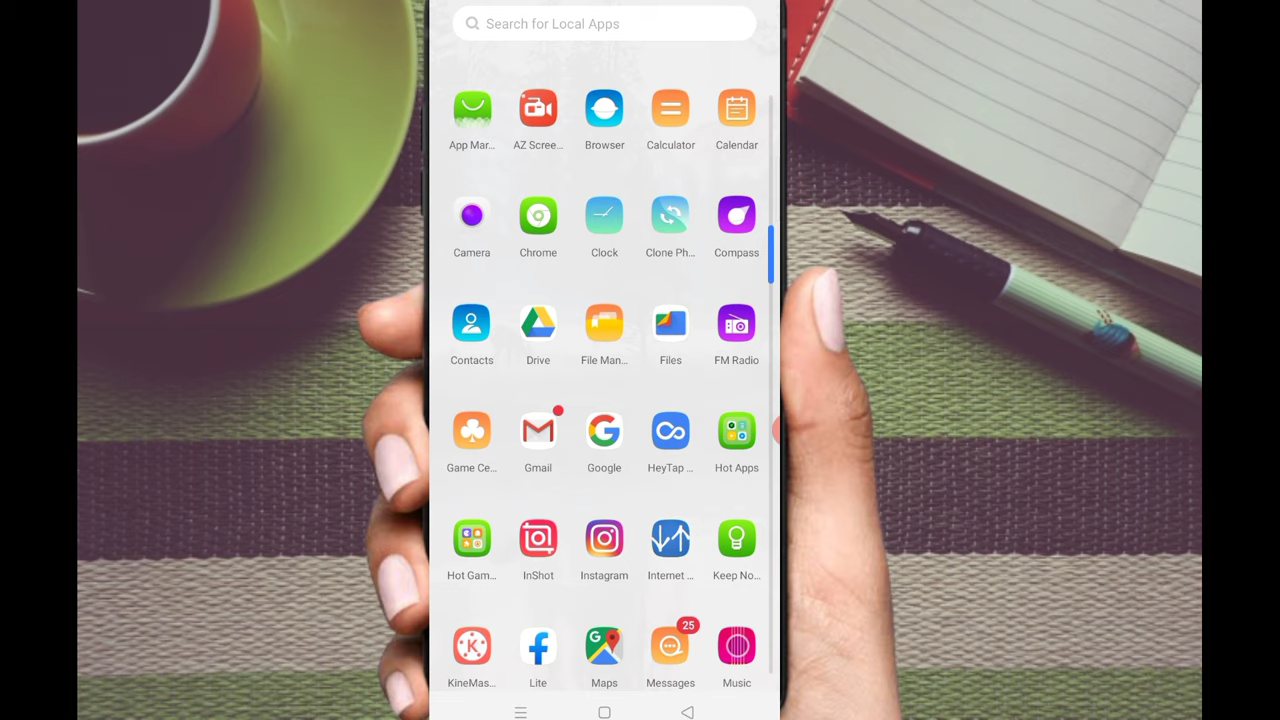 Search for Local Apps
App Mar... AZ Scree... Browser Calculator Calendar
Camera Chrome Clock Clone Ph... Compass
Contacts Drive File Man... Files FM Radio
Game Ce... Gmail Google HeyTap ... Hot Apps
Hot Gam... InShot Instagram Internet ... Keep No...
25
KineMas... Lite Maps Messages Music